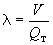 λ = V / Q_T